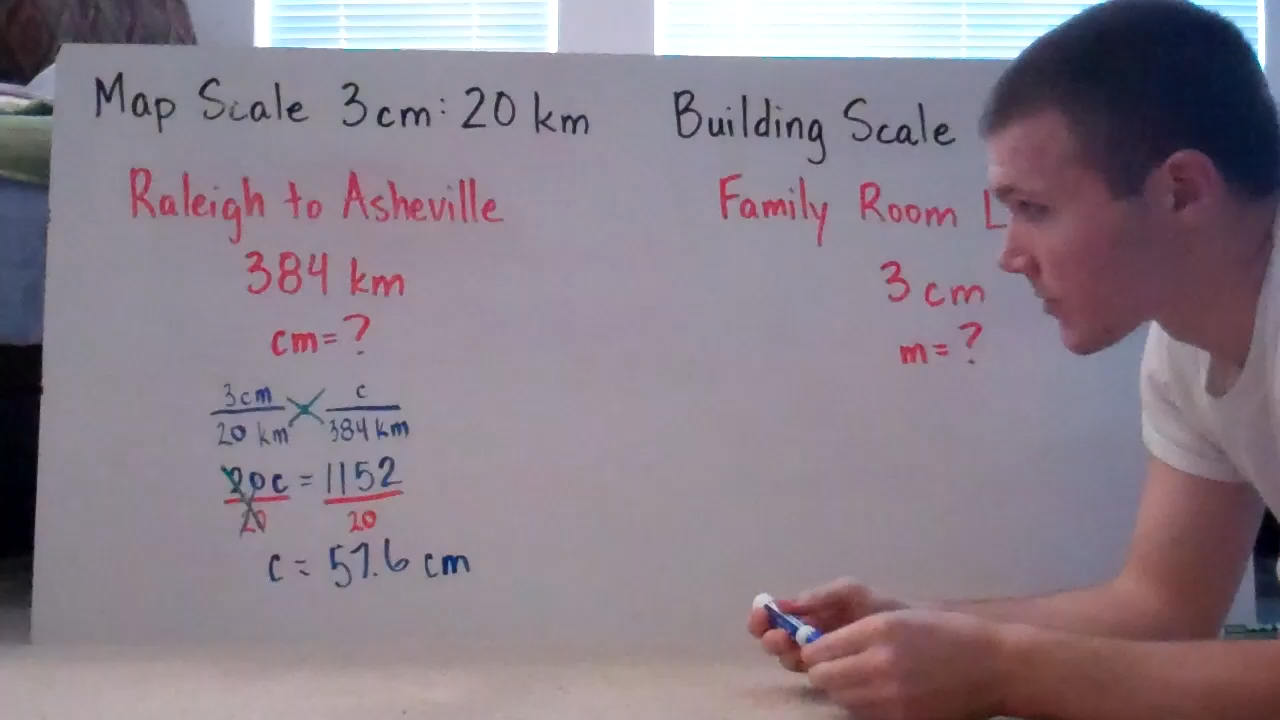 Map Scale 3cm: 20 km
Raleigh to Asheville
384 km
cm = ?
3cm c
20 km 384 km
20c = 1152
20 20
c = 57.6 cm
Building Scale
Family Room L
3 cm
m = ?